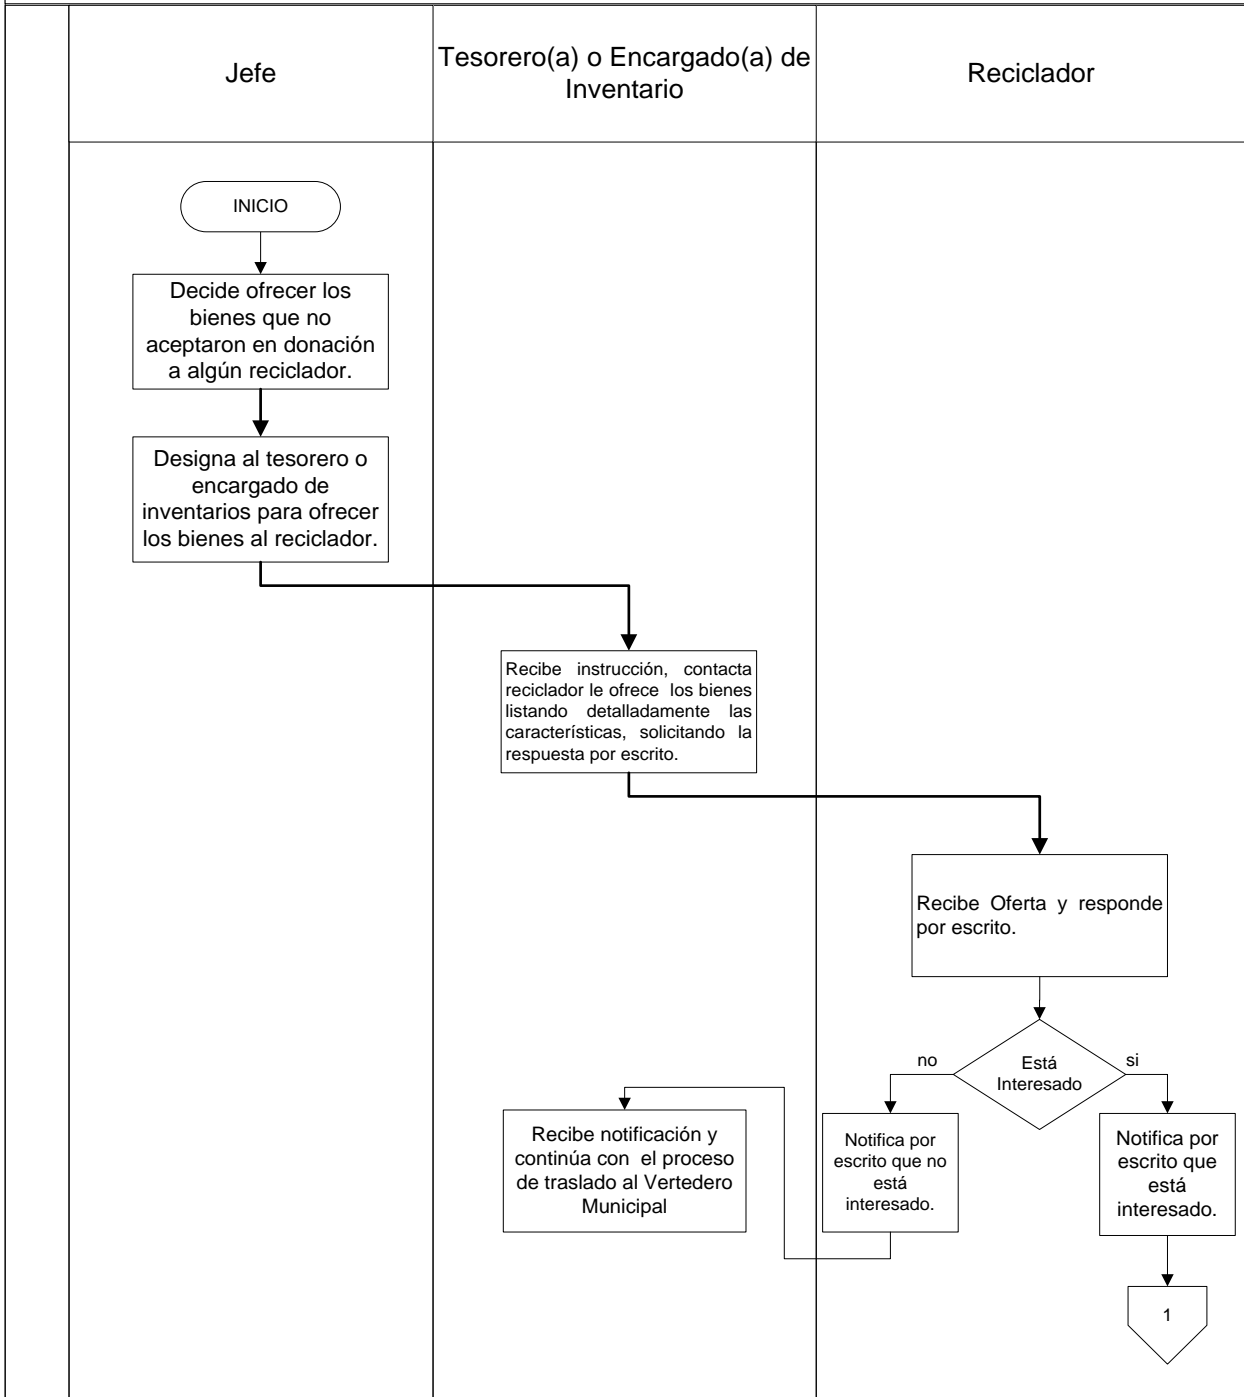 Jefe
Tesorero(a) o Encargado(a) de
Inventario
Reciclador
INICIO
Decide ofrecer los
bienes que no
aceptaron en donación
a algún reciclador.
Designa al tesorero o
encargado de
inventarios para ofrecer
los bienes al reciclador.
Recibe instrucción, contacta
reciclador le ofrece los bienes
listando detalladamente las
características, solicitando la
respuesta por escrito.
Recibe Oferta y responde
por escrito.
no
Está
Interesado
si
Recibe notificación y
continúa con el proceso
de traslado al Vertedero
Municipal
Notifica por
escrito que no
está
interesado.
Notifica por
escrito que
está
interesado.
1